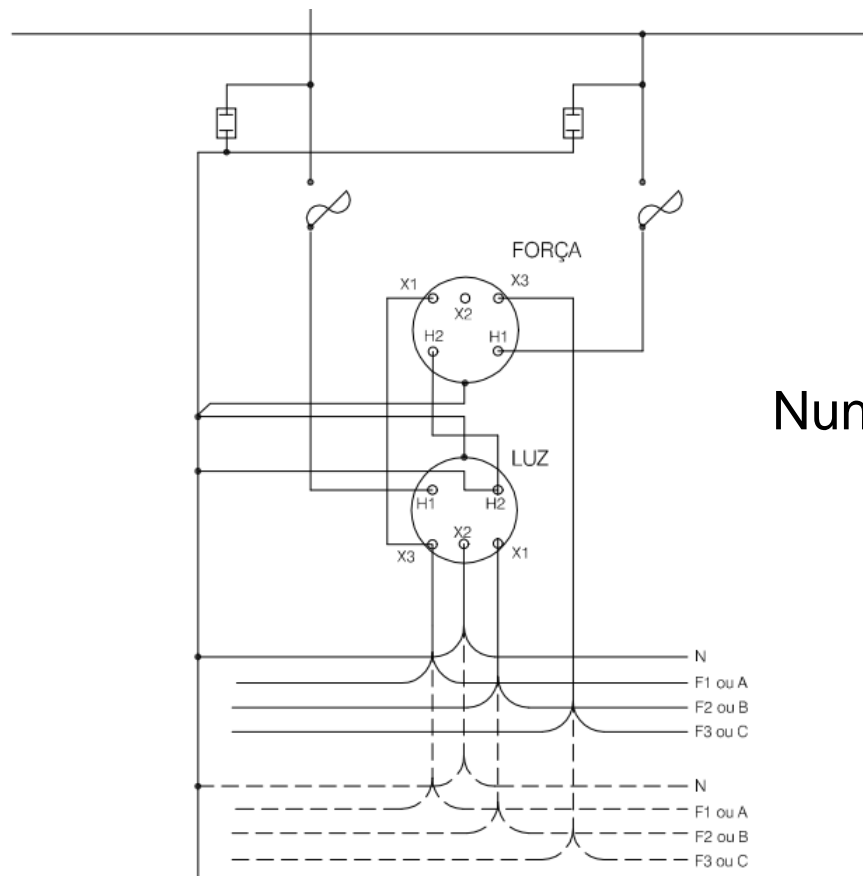 FORÇA
X1
X3
X2
H2
H1
Nun
LUZ
H1
H2
X2
X3
X1
N
F1 ou A
F2 ou B
F3 ou C
N
F1 ou A
F2 ou B
F3 ou C